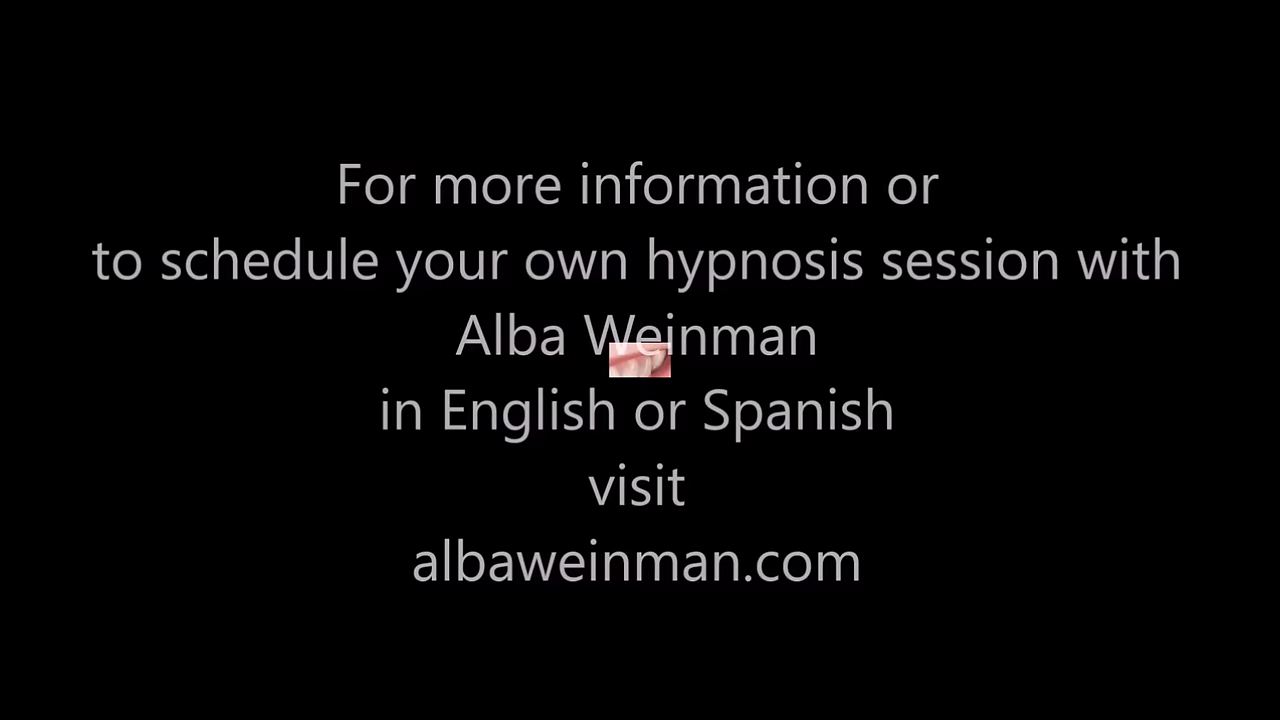 For more information or
to schedule your own hypnosis session with
Alba Weinman
in English or Spanish
visit
albaweinman.com